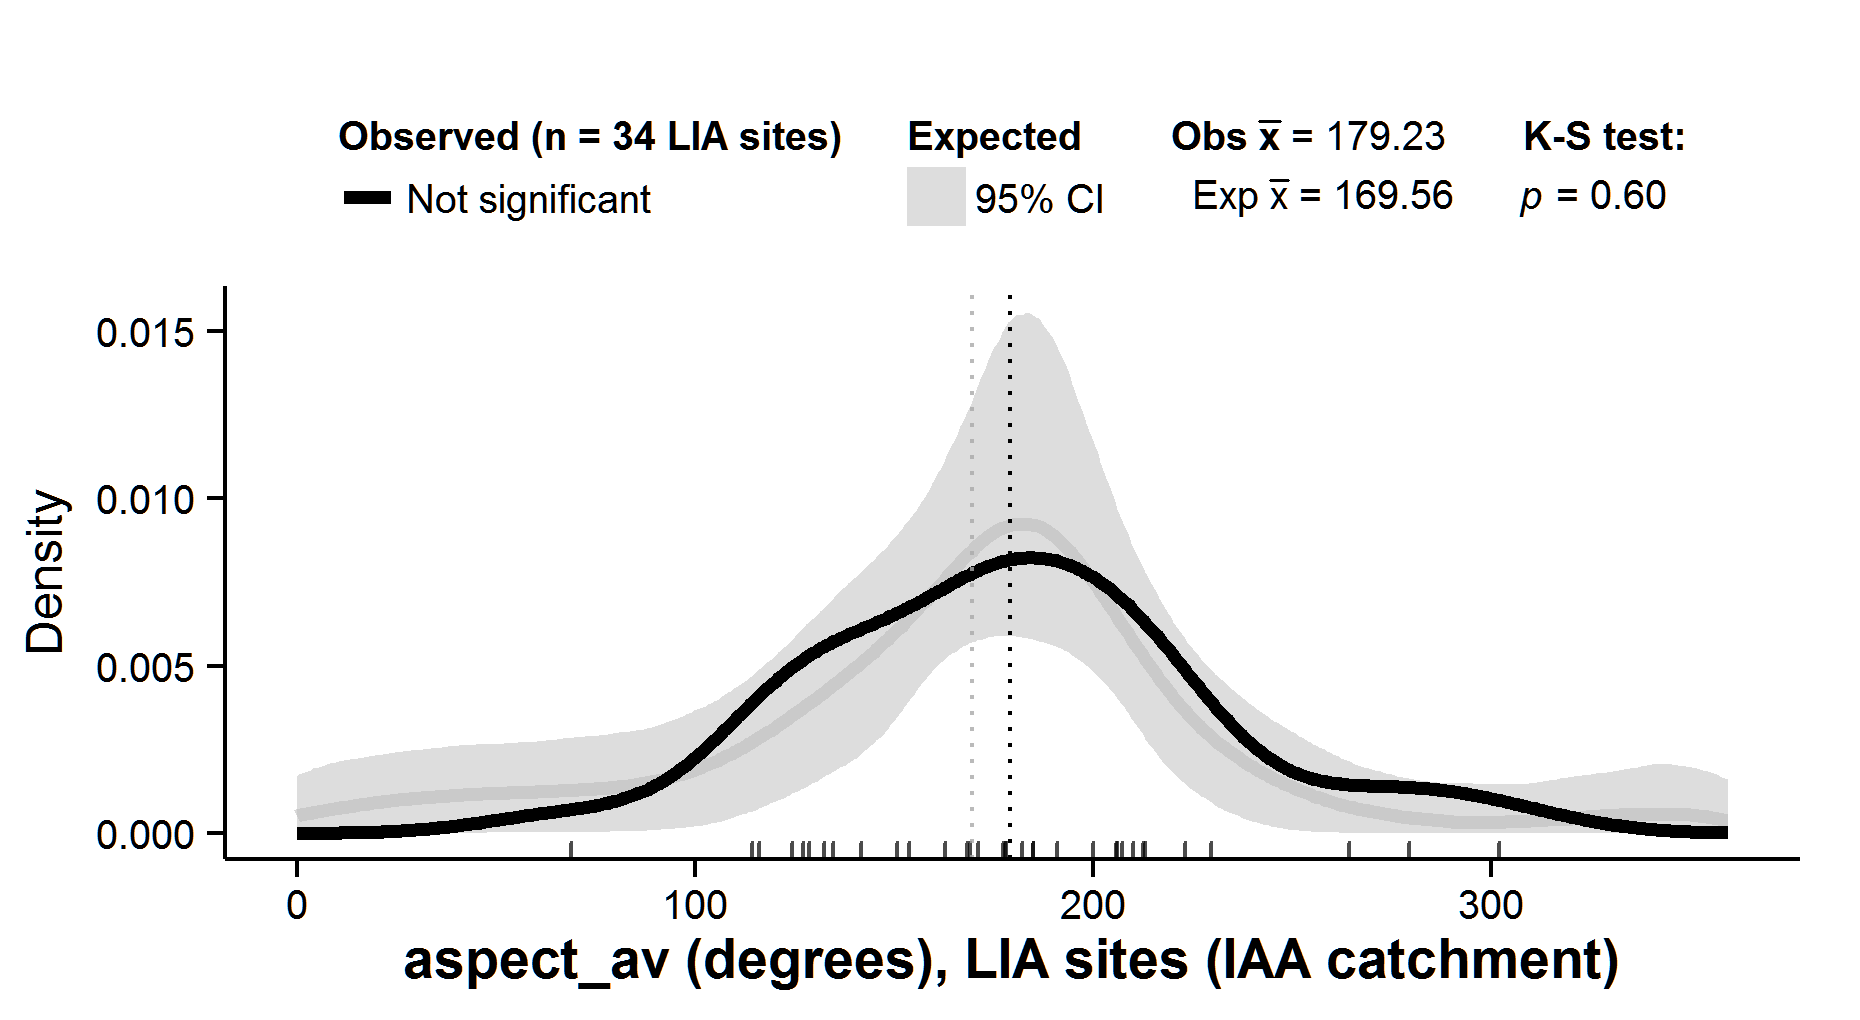 Observed (n = 34 LIA sites) Expected Obs x̅ = 179.23 K-S test:
Not significant 95% CI Exp x̅ = 169.56 p = 0.60
0.015
0.010
0.005
0.000
Density
0 100 200 300
aspect_av (degrees), LIA sites (IAA catchment)